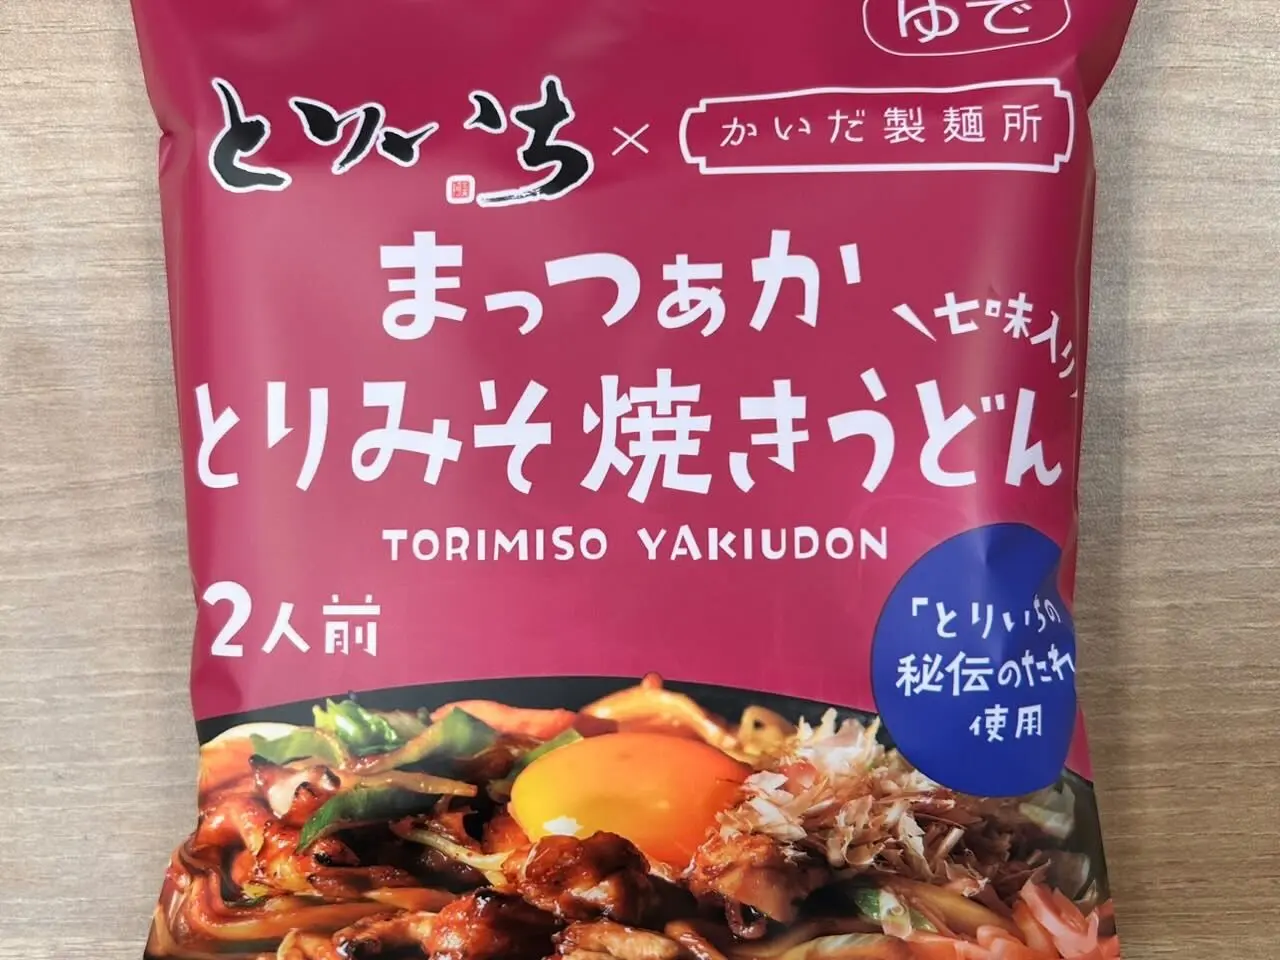 ゆで
とりいち × かいだ製麺所
まっつぁか
七味入り
とりみそ焼きうどん
TORIMISO YAKIUDON
2人前
「とりいちの
秘伝のたれ
使用